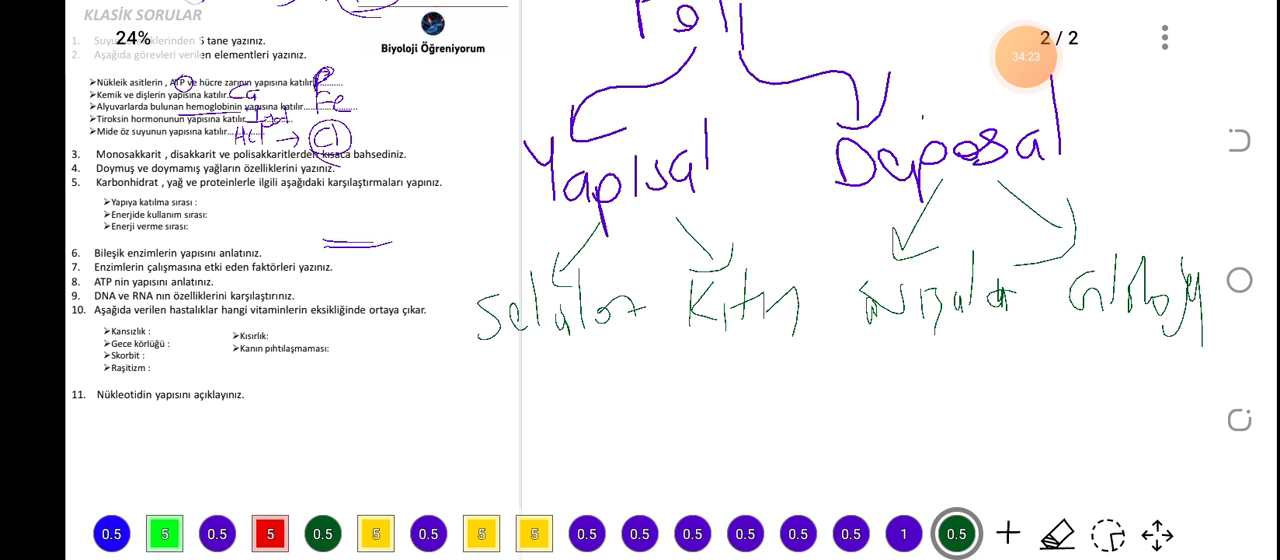 KLASİK SORULAR
24%
1. Suyun 5 tane yazınız.
2. Aşağıda görevleri verilen elementleri yazınız.
Biyoloji Öğreniyorum
➤Nükleik asitlerin , ATP ve hücre zarının yapısına katılır. P
➤Kemik ve dişlerin yapısına katılır. Ca
➤Alyuvarlarda bulunan hemoglobinin yapısına katılır. Fe
➤Tiroksin hormonunun yapısına katılır.
➤Mide öz suyunun yapısına katılır. HCl → Cl
3. Monosakkarit , disakkarit ve polisakkaritlerden kısaca bahsediniz.
4. Doymuş ve doymamış yağların özelliklerini yazınız.
5. Karbonhidrat , yağ ve proteinlerle ilgili aşağıdaki karşılaştırmaları yapınız.
➤Yapıya katılma sırası :
➤Enerjide kullanım sırası:
➤Enerji verme sırası:
6. Bileşik enzimlerin yapısını anlatınız.
7. Enzimlerin çalışmasına etki eden faktörleri yazınız.
8. ATP nin yapısını anlatınız.
9. DNA ve RNA nın özelliklerini karşılaştırınız.
10. Aşağıda verilen hastalıklar hangi vitaminlerin eksikliğinde ortaya çıkar.
➤Kansızlık :
➤Gece körlüğü :
➤Skorbit :
➤Raşitizm :
➤Kısırlık:
➤Kanın pıhtılaşmaması:
11. Nükleotidin yapısını açıklayınız.
2 / 2
34:23
Poli
Yapısal Deposal
Selüloz Kitin Nişasta
0.5 5 0.5 5 0.5 5 0.5 5 5 0.5 0.5 0.5 0.5 0.5 0.5 1 0.5